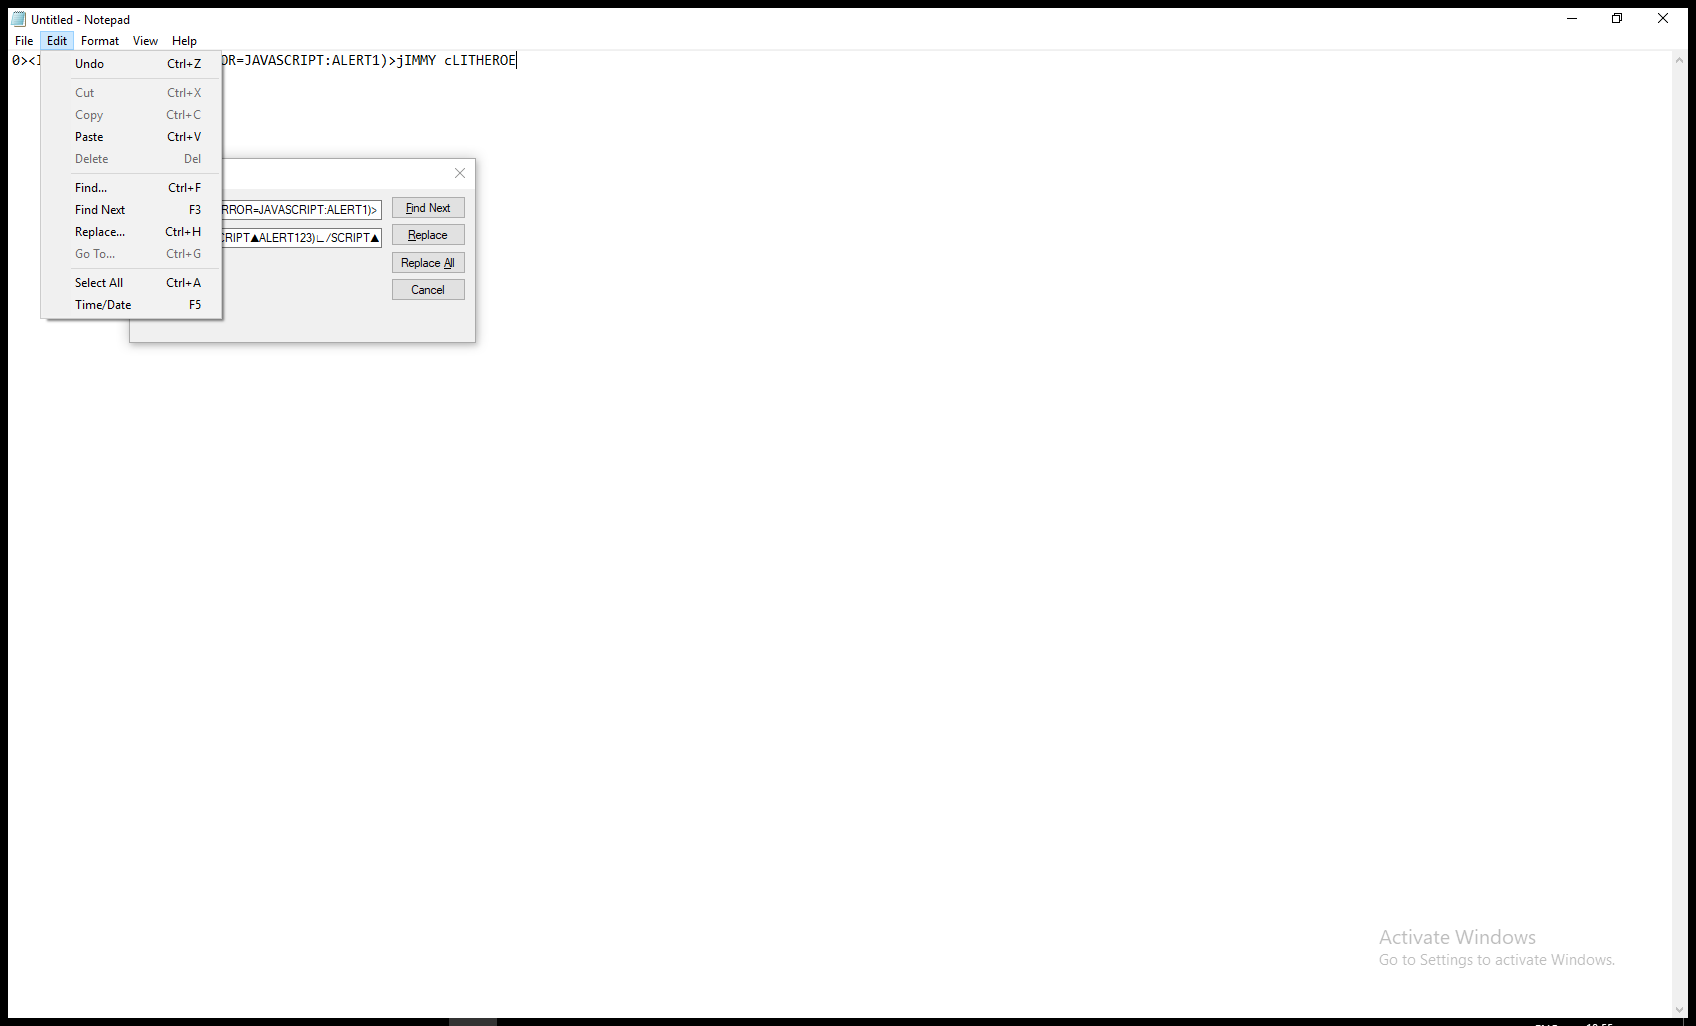 Untitled - Notepad
File Edit Format View Help
0><I
OR=JAVASCRIPT:ALERT1)>jIMMY cLITHEROE
Undo Ctrl+Z
Cut Ctrl+X
Copy Ctrl+C
Paste Ctrl+V
Delete Del
Find... Ctrl+F
Find Next F3
Replace... Ctrl+H
Go To... Ctrl+G
Select All Ctrl+A
Time/Date F5
RROR=JAVASCRIPT:ALERT1)>
CRIPT▲ALERT123)∟/SCRIPT▲
Find Next
Replace
Replace All
Cancel
Activate Windows
Go to Settings to activate Windows.